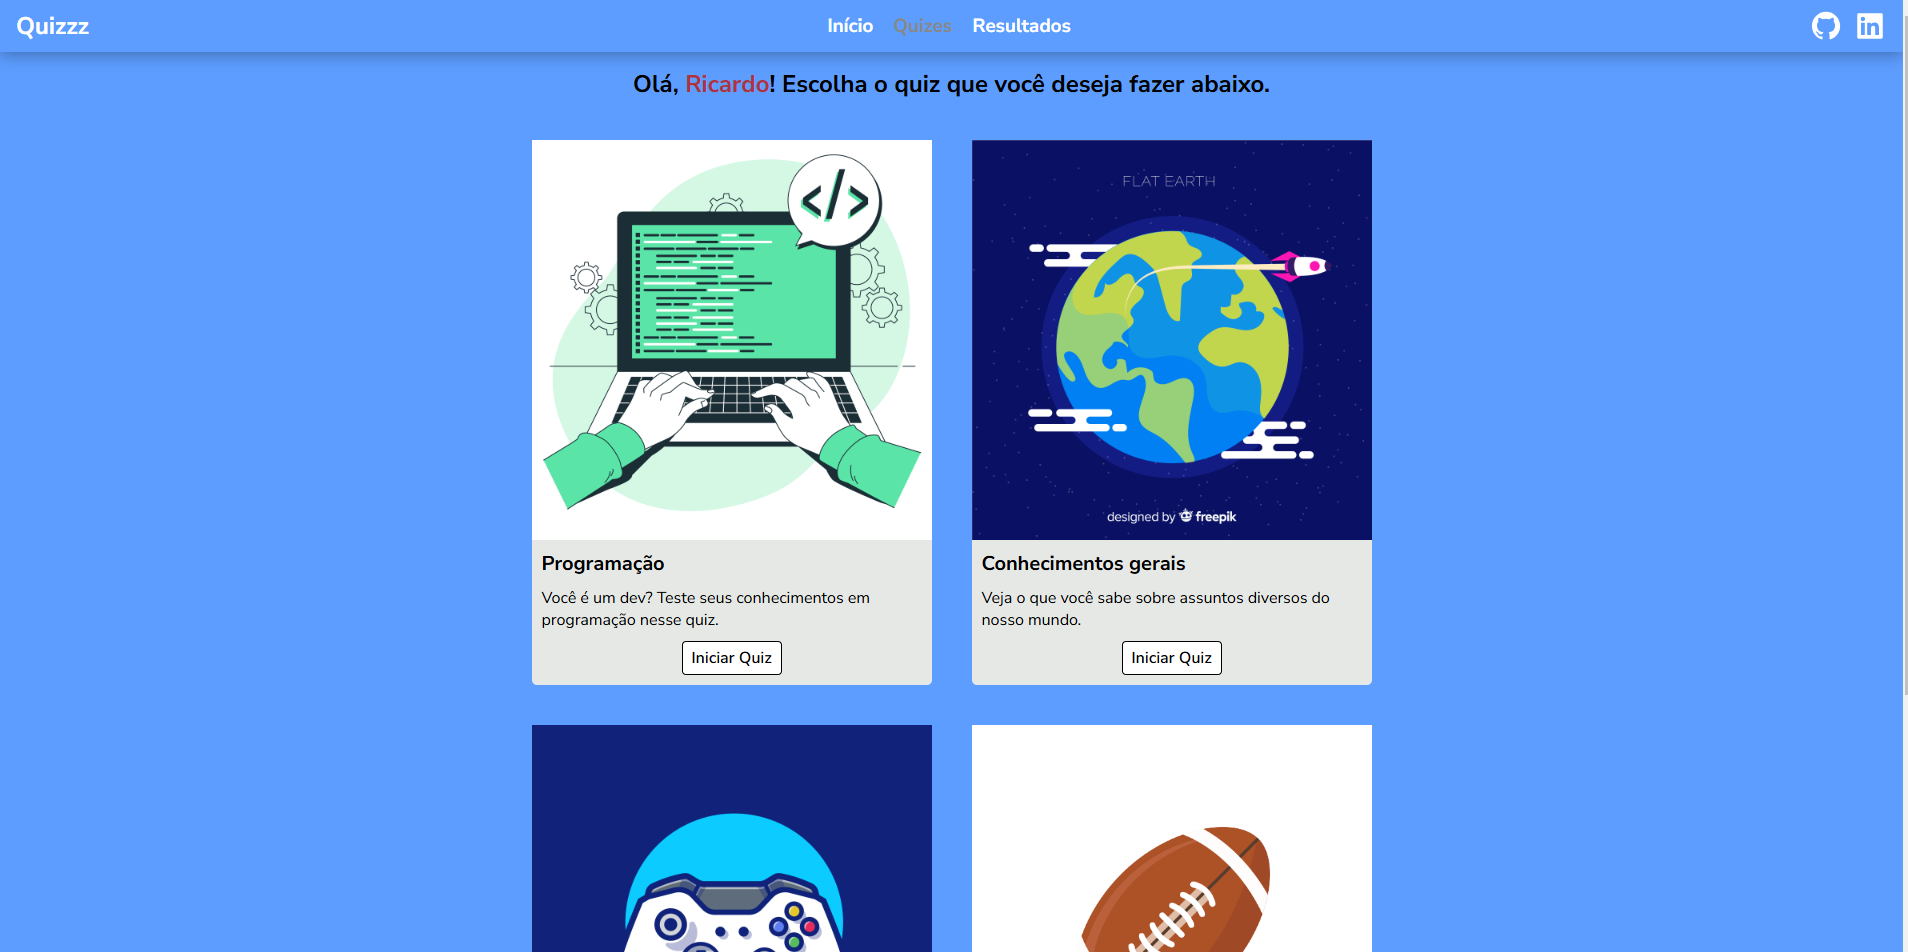 Quizzz
Início Quizes Resultados
Olá, Ricardo! Escolha o quiz que você deseja fazer abaixo.
</>
FLAT EARTH
designed by freepik
Programação
Você é um dev? Teste seus conhecimentos em
programação nesse quiz.
Iniciar Quiz
Conhecimentos gerais
Veja o que você sabe sobre assuntos diversos do
nosso mundo.
Iniciar Quiz